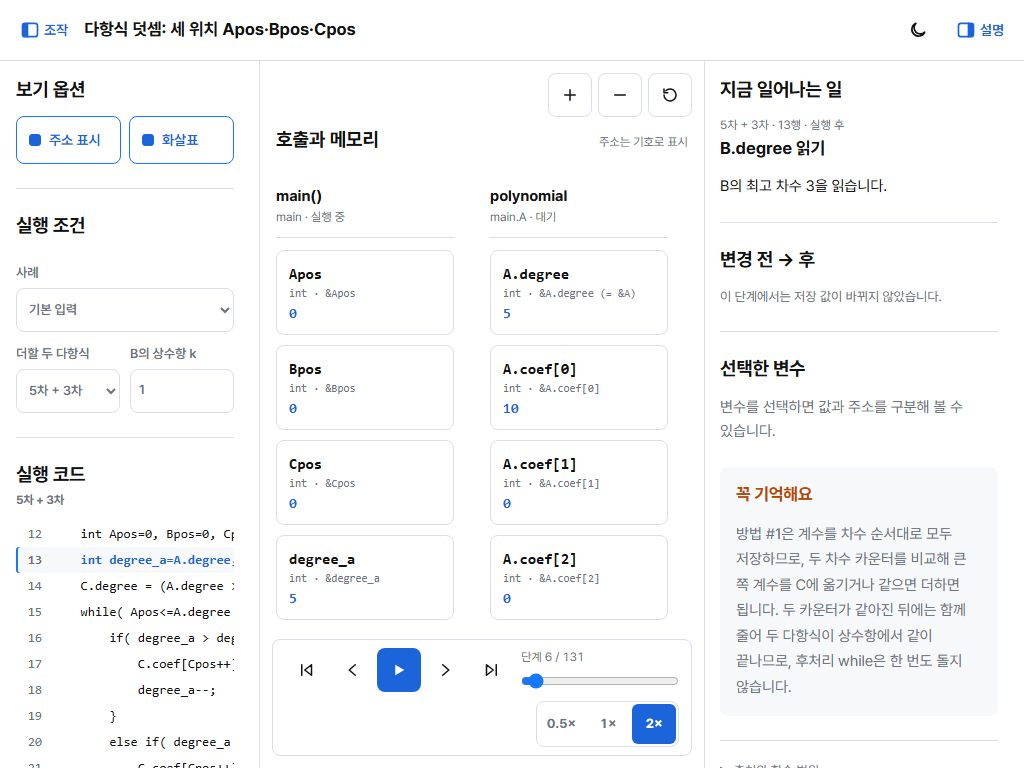 조작
다항식 덧셈: 세 위치 Apos·Bpos·Cpos
설명
보기 옵션
주소 표시
화살표
실행 조건
사례
기본 입력
더할 두 다항식
B의 상수항 k
5차 + 3차
1
실행 코드
5차 + 3차
12 int Apos=0, Bpos=0, Cp
13 int degree_a=A.degree,
14 C.degree = (A.degree >
15 while( Apos<=A.degree
16 if( degree_a > deg
17 C.coef[Cpos++]
18 degree_a--;
19 }
20 else if( degree_a
호출과 메모리
주소는 기호로 표시
main()
main · 실행 중
Apos
int · &Apos
0
Bpos
int · &Bpos
0
Cpos
int · &Cpos
0
degree_a
int · &degree_a
5
polynomial
main.A · 대기
A.degree
int · &A.degree (= &A)
5
A.coef[0]
int · &A.coef[0]
10
A.coef[1]
int · &A.coef[1]
0
A.coef[2]
int · &A.coef[2]
0
단계 6 / 131
0.5×
1×
2×
지금 일어나는 일
5차 + 3차 · 13행 · 실행 후
B.degree 읽기
B의 최고 차수 3을 읽습니다.
변경 전 → 후
이 단계에서는 저장 값이 바뀌지 않았습니다.
선택한 변수
변수를 선택하면 값과 주소를 구분해 볼 수
있습니다.
꼭 기억해요
방법 #1은 계수를 차수 순서대로 모두
저장하므로, 두 차수 카운터를 비교해 큰
쪽 계수를 C에 옮기거나 같으면 더하면
됩니다. 두 카운터가 같아진 뒤에는 함께
줄어 두 다항식이 상수항에서 같이
끝나므로, 후처리 while은 한 번도 돌지
않습니다.